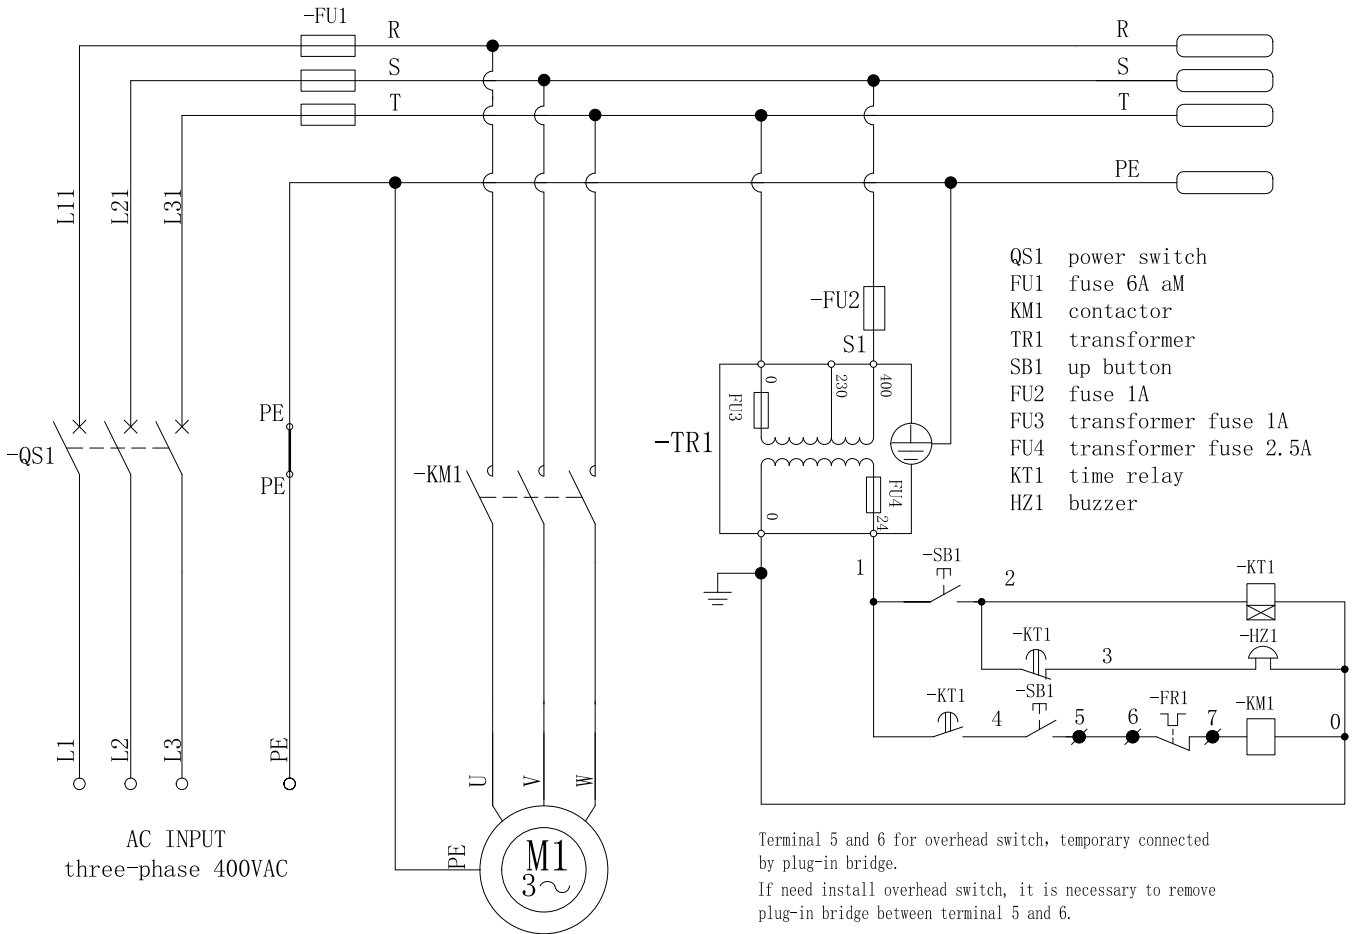 -FU1
R
R
S
S
T
T
PE
L11
L21
L31
QS1 power switch
FU1 fuse 6A aM
KM1 contactor
TR1 transformer
SB1 up button
FU2 fuse 1A
FU3 transformer fuse 1A
FU4 transformer fuse 2.5A
KT1 time relay
HZ1 buzzer
-FU2
S1
0
230
400
FU3
-TR1
FU4
0
24
PE
-QS1
PE
-KM1
1
-SB1
2
-KT1
-KT1
3
-HZ1
-KT1
4
-SB1
5
6
-FR1
7
-KM1
0
L1
L2
L3
PE
U
V
W
AC INPUT
three-phase 400VAC
PE
M1
3~
Terminal 5 and 6 for overhead switch, temporary connected
by plug-in bridge.
If need install overhead switch, it is necessary to remove
plug-in bridge between terminal 5 and 6.